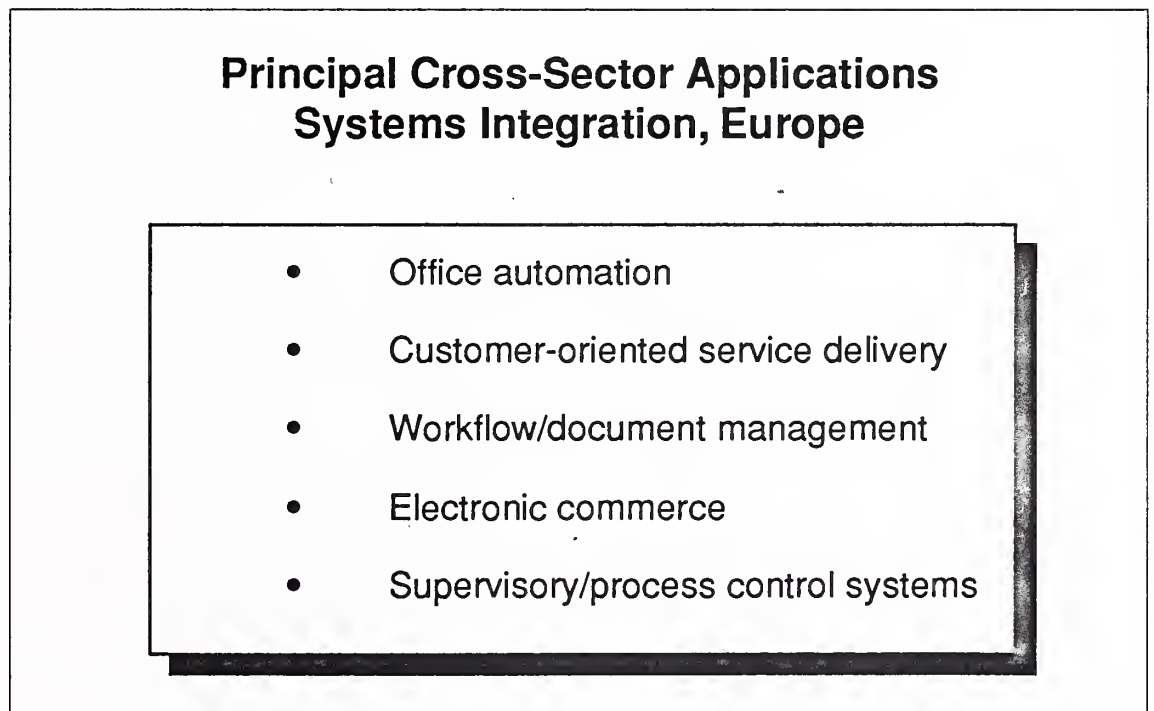 Principal Cross-Sector Applications
Systems Integration, Europe
• Office automation
• Customer-oriented service delivery
• Workflow/document management
• Electronic commerce
• Supervisory/process control systems